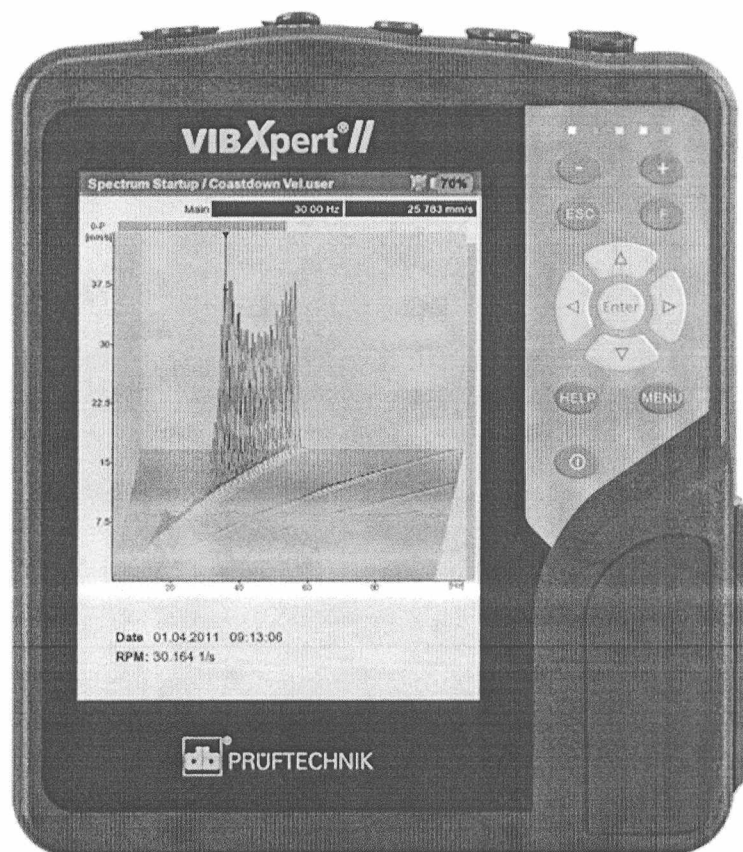 VIBXpert® II
Spectrum Startup / Coastdown Vel.user 70%
Main 30.00 Hz 25.783 mm/s
0-P
[mm/s]
37.5
30
22.5
15
7.5
20 40 60 80 [Hz]
Date 01.04.2011 09:13:06
RPM: 30.164 1/s
- +
ESC F
Enter
HELP MENU
db PRÜFTECHNIK